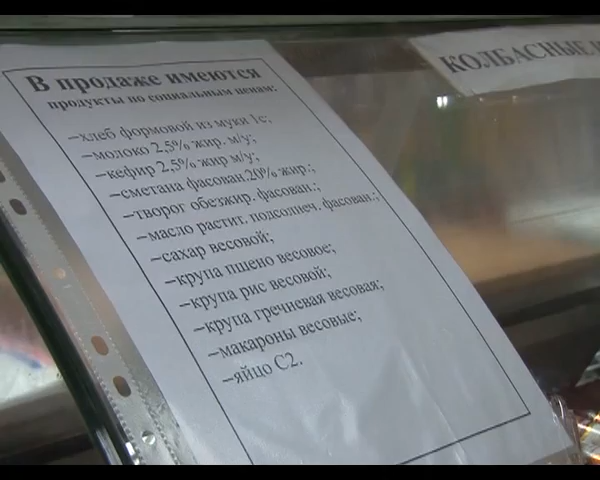 В продаже имеются
продукты по социальным ценам:
–хлеб формовой из муки 1с;
–молоко 2,5% жир. м/у;
–кефир 2,5% жир м/у;
–сметана фасован.20% жир.;
–творог обезжир. фасован.;
–масло растит. подсолнеч. фасован.;
–сахар весовой;
–крупа пшено весовое;
–крупа рис весовой;
–крупа гречневая весовая;
–макароны весовые;
–яйцо С2.
КОЛБАСНЫЕ